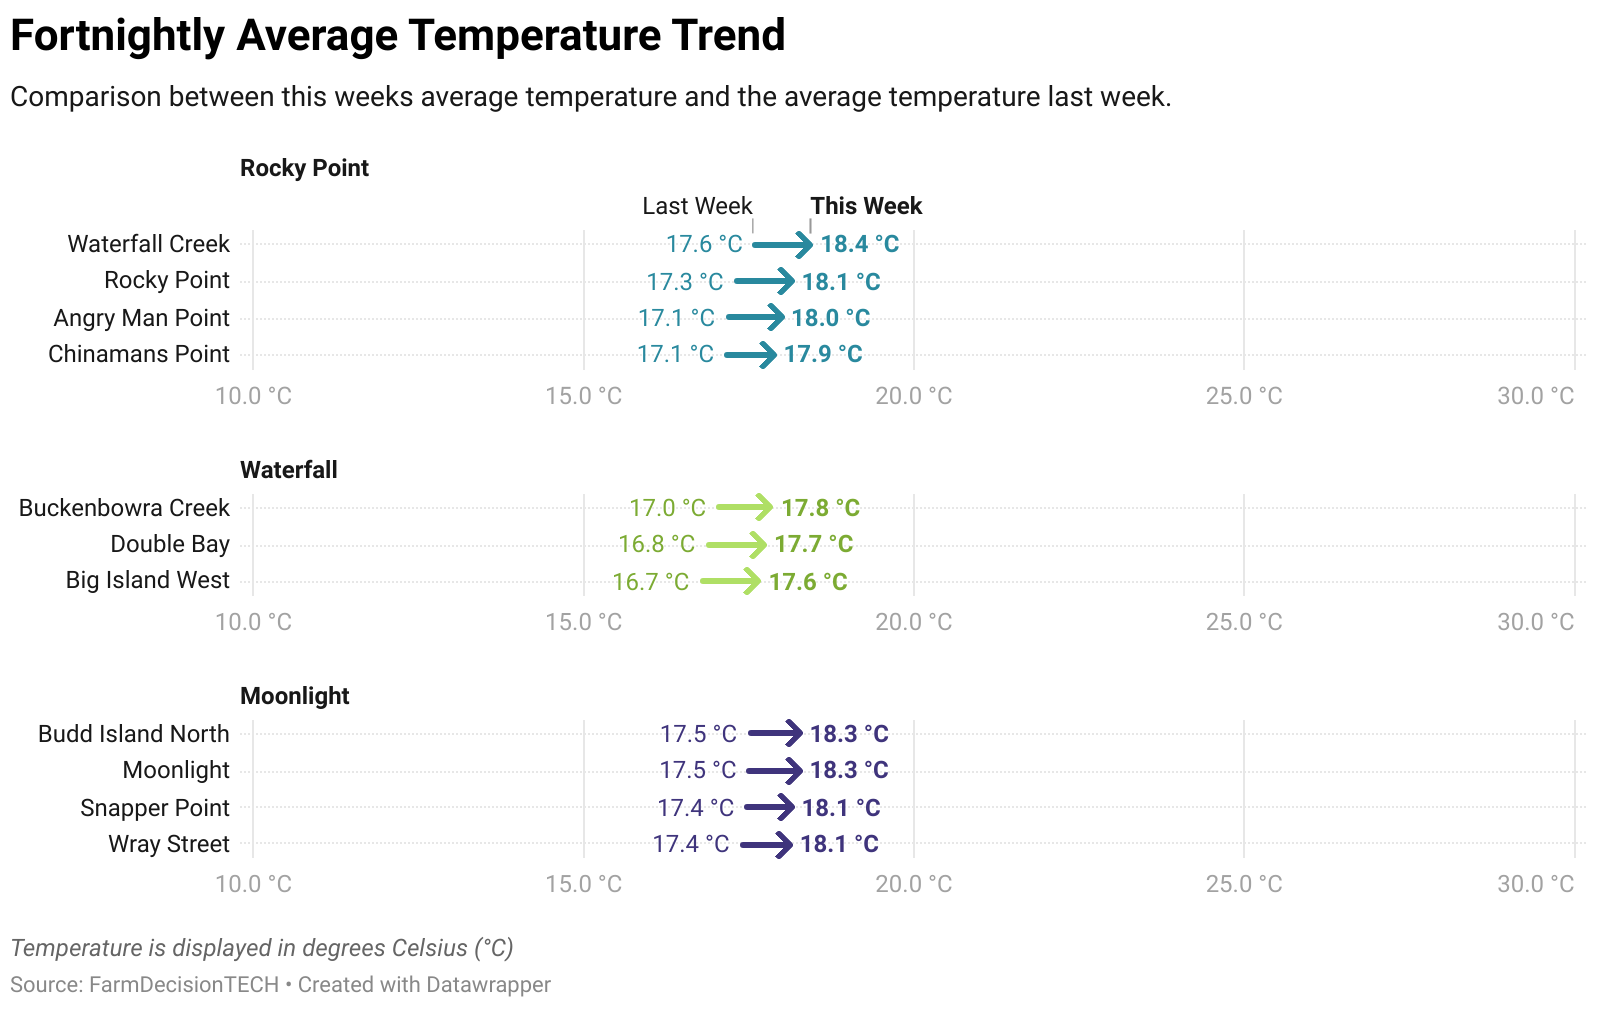 Fortnightly Average Temperature Trend
Comparison between this weeks average temperature and the average temperature last week.
Rocky Point
Last Week This Week
Waterfall Creek 17.6 °C 18.4 °C
Rocky Point 17.3 °C 18.1 °C
Angry Man Point 17.1 °C 18.0 °C
Chinamans Point 17.1 °C 17.9 °C
10.0 °C 15.0 °C 20.0 °C 25.0 °C 30.0 °C
Waterfall
Buckenbowra Creek 17.0 °C 17.8 °C
Double Bay 16.8 °C 17.7 °C
Big Island West 16.7 °C 17.6 °C
10.0 °C 15.0 °C 20.0 °C 25.0 °C 30.0 °C
Moonlight
Budd Island North 17.5 °C 18.3 °C
Moonlight 17.5 °C 18.3 °C
Snapper Point 17.4 °C 18.1 °C
Wray Street 17.4 °C 18.1 °C
10.0 °C 15.0 °C 20.0 °C 25.0 °C 30.0 °C
Temperature is displayed in degrees Celsius (°C)
Source: FarmDecisionTECH • Created with Datawrapper